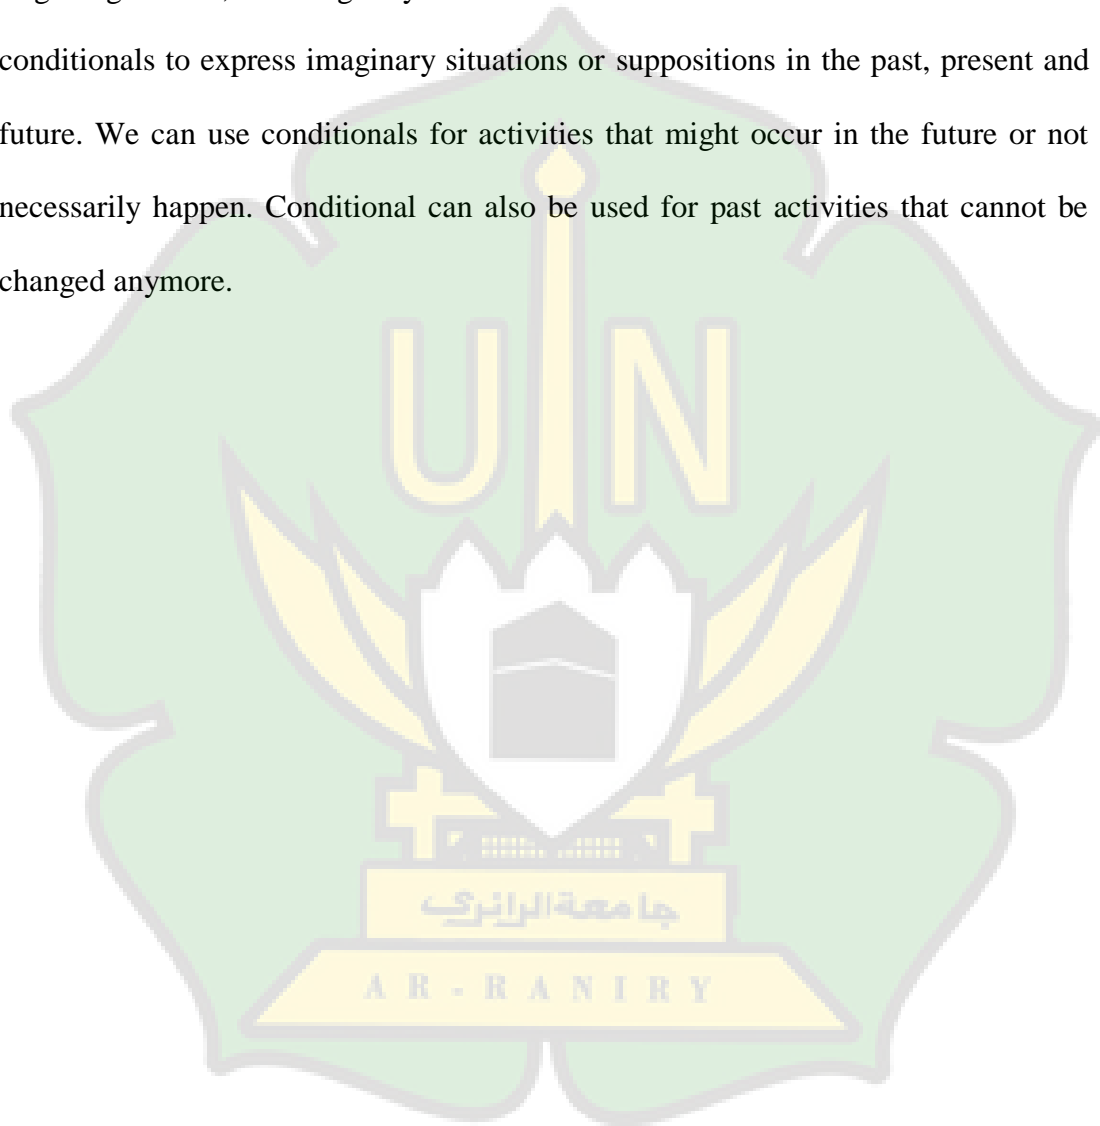 conditionals to express imaginary situations or suppositions in the past, present and
future. We can use conditionals for activities that might occur in the future or not
necessarily happen. Conditional can also be used for past activities that cannot be
changed anymore.
UIN
جامعة الرانري
AR - RANIRY